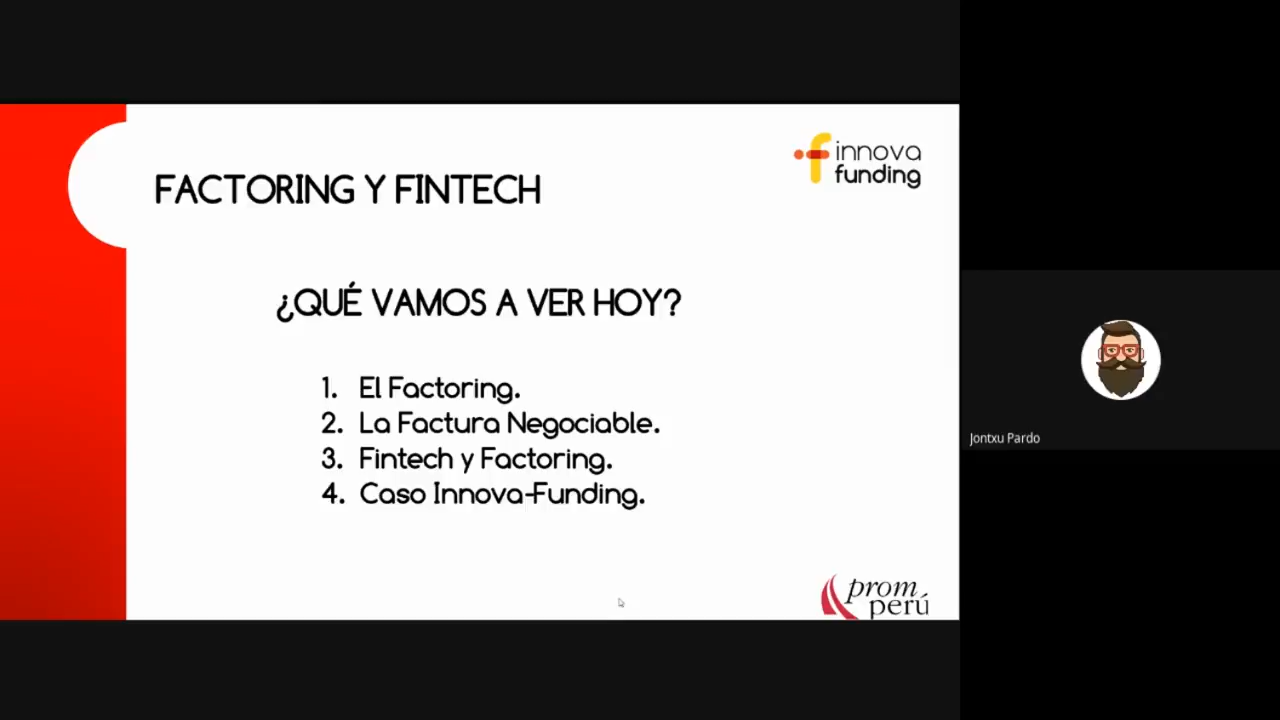 innova
funding
FACTORING Y FINTECH
¿QUÉ VAMOS A VER HOY?
1. El Factoring.
2. La Factura Negociable.
3. Fintech y Factoring.
4. Caso Innova-Funding.
prom
perú
Jontxu Pardo